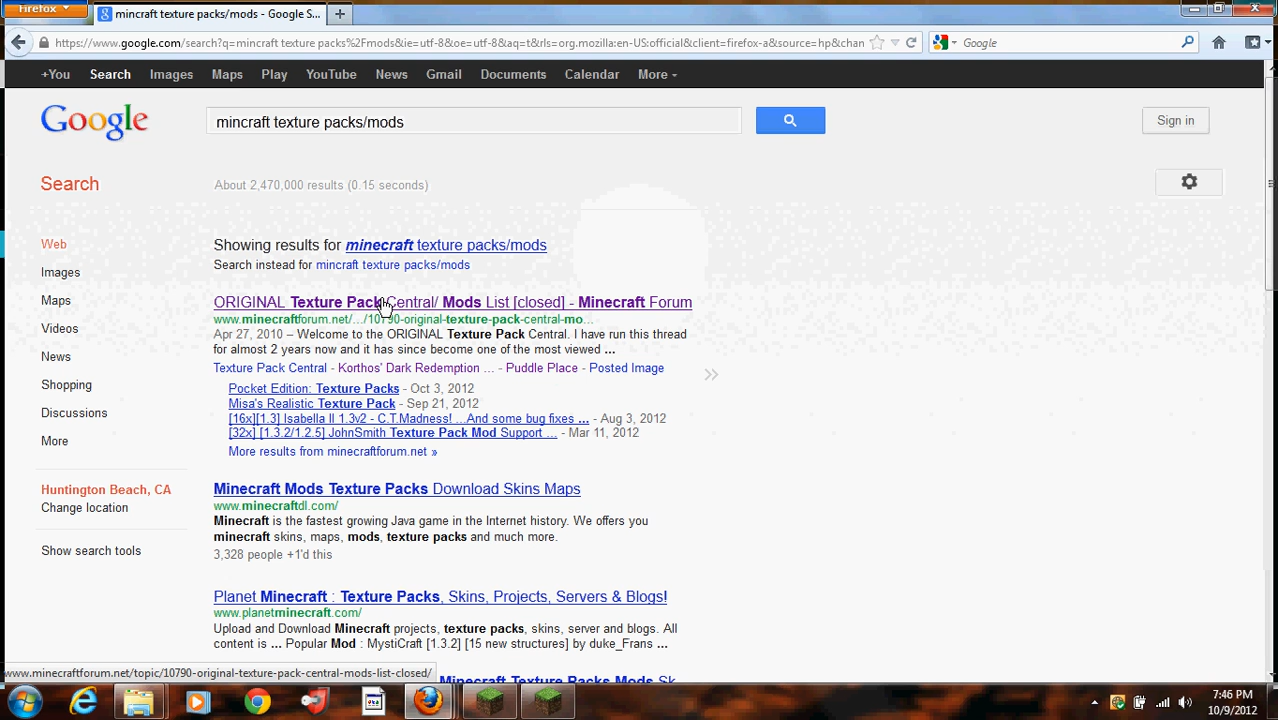 Firefox
mincraft texture packs/mods - Google S...
https://www.google.com/search?q=mincraft texture packs%2Fmods&ie=utf-8&oe=utf-8&aq=t&rls=org.mozilla:en-US:official&client=firefox-a&source=hp&chan
Google
+You Search Images Maps Play YouTube News Gmail Documents Calendar More
Google
mincraft texture packs/mods
Sign in
Search
About 2,470,000 results (0.15 seconds)
Web
Images
Maps
Videos
News
Shopping
Discussions
More
Huntington Beach, CA
Change location
Show search tools
Showing results for minecraft texture packs/mods
Search instead for mincraft texture packs/mods
ORIGINAL Texture Pack Central/ Mods List [closed] - Minecraft Forum
www.minecraftforum.net/.../10790-original-texture-pack-central-mo...
Apr 27, 2010 – Welcome to the ORIGINAL Texture Pack Central. I have run this thread
for almost 2 years now and it has since become one of the most viewed ...
Texture Pack Central - Korthos' Dark Redemption ... - Puddle Place - Posted Image
Pocket Edition: Texture Packs - Oct 3, 2012
Misa's Realistic Texture Pack - Sep 21, 2012
[16x][1.3] Isabella II 1.3v2 - C.T.Madness! ...And some bug fixes ... - Aug 3, 2012
[32x] [1.3.2/1.2.5] JohnSmith Texture Pack Mod Support ... - Mar 11, 2012
More results from minecraftforum.net »
Minecraft Mods Texture Packs Download Skins Maps
www.minecraftdl.com/
Minecraft is the fastest growing Java game in the Internet history. We offers you
minecraft skins, maps, mods, texture packs and much more.
3,328 people +1'd this
Planet Minecraft : Texture Packs, Skins, Projects, Servers & Blogs!
www.planetminecraft.com/
Upload and Download Minecraft projects, texture packs, skins, server and blogs. All
content is ... Popular Mod : MystiCraft [1.3.2] [15 new structures] by duke_Frans ...
Minecraft Texture Packs Mods Sk
www.minecraftforum.net/topic/10790-original-texture-pack-central-mods-list-closed/
7:46 PM
10/9/2012